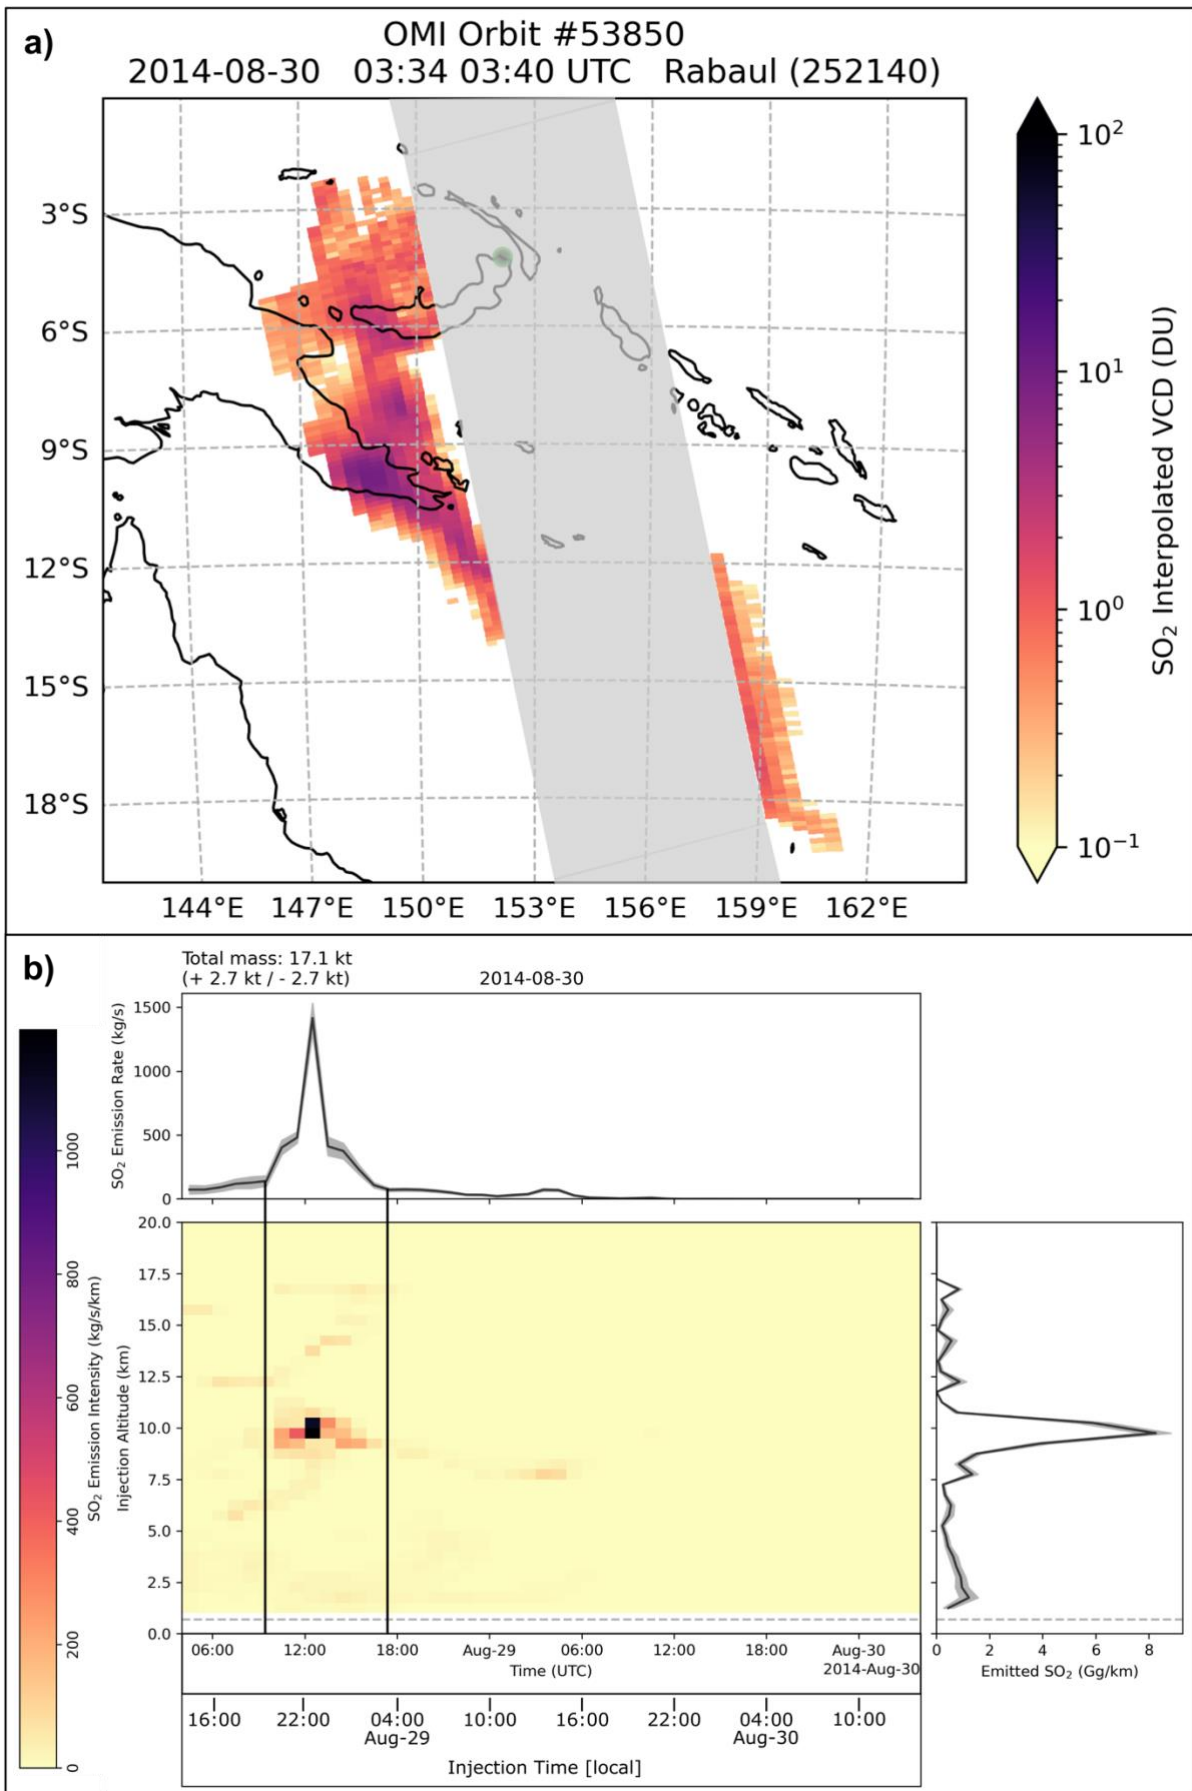 a)
OMI Orbit #53850
2014-08-30 03:34 03:40 UTC Rabaul (252140)
3°S
6°S
9°S
12°S
15°S
18°S
144°E 147°E 150°E 153°E 156°E 159°E 162°E
10²
10¹
10⁰
10⁻¹
SO₂ Interpolated VCD (DU)
b)
Total mass: 17.1 kt
(+ 2.7 kt / - 2.7 kt)
2014-08-30
SO₂ Emission Rate (kg/s)
1500
1000
500
0
SO₂ Emission Intensity (kg/s/km)
1000
800
600
400
200
0
Injection Altitude (km)
20.0
17.5
15.0
12.5
10.0
7.5
5.0
2.5
0.0
06:00 12:00 18:00 Aug-29 06:00 12:00 18:00 Aug-30
Time (UTC)
2014-Aug-30
0 2 4 6 8
Emitted SO₂ (Gg/km)
16:00 22:00 04:00 10:00 16:00 22:00 04:00 10:00
Aug-29 Aug-30
Injection Time [local]